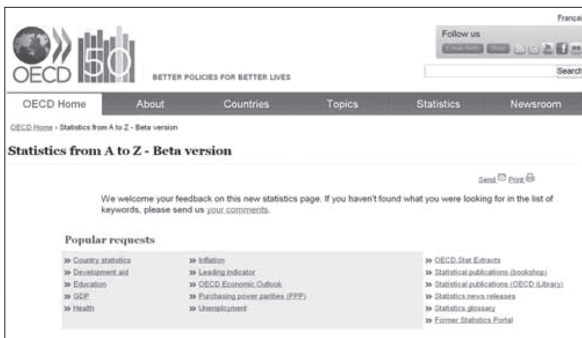 Françai
Follow us
OECD 50 BETTER POLICIES FOR BETTER LIVES
Search
OECD Home About Countries Topics Statistics Newsroom
OECD Home › Statistics from A to Z - Beta version
Statistics from A to Z - Beta version
Send Print
We welcome your feedback on this new statistics page. If you haven't found what you were looking for in the list of
keywords, please send us your comments.
Popular requests
» Country statistics
» Development aid
» Education
» GDP
» Health
» Inflation
» Leading indicator
» OECD Economic Outlook
» Purchasing power parities (PPP)
» Unemployment
» OECD.Stat Extracts
» Statistical publications (bookshop)
» Statistical publications (OECD iLibrary)
» Statistics news releases
» Statistics glossary
» Former Statistics Portal